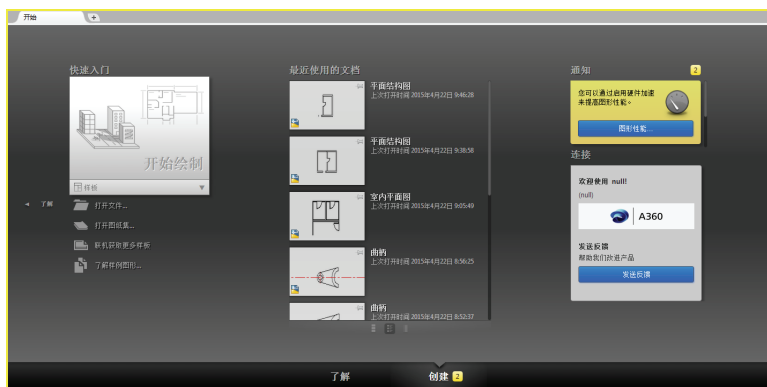 开始
快速入门
开始绘制
样板
了解
打开文件...
打开图纸集...
联机获取更多样板
了解样例图形...
最近使用的文档
平面结构图
上次打开时间 2015年4月22日 9:46:28
平面结构图
上次打开时间 2015年4月22日 9:38:58
室内平面图
上次打开时间 2015年4月22日 9:05:49
曲柄
上次打开时间 2015年4月22日 8:56:25
曲柄
上次打开时间 2015年4月22日 8:52:37
通知 2
您可以通过启用硬件加速
来提高图形性能。
图形性能...
连接
欢迎使用 null!
(null)
A360
发送反馈
帮助我们改进产品
发送反馈
了解
创建 2